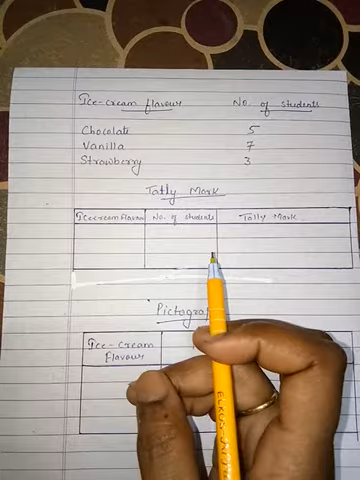 Ice-cream flavour No. of students
Chocolate 5
Vanilla 7
Strawberry 3
Tally Mark
Ice cream flavour No. of students Tally Mark
Ice-cream
flavour